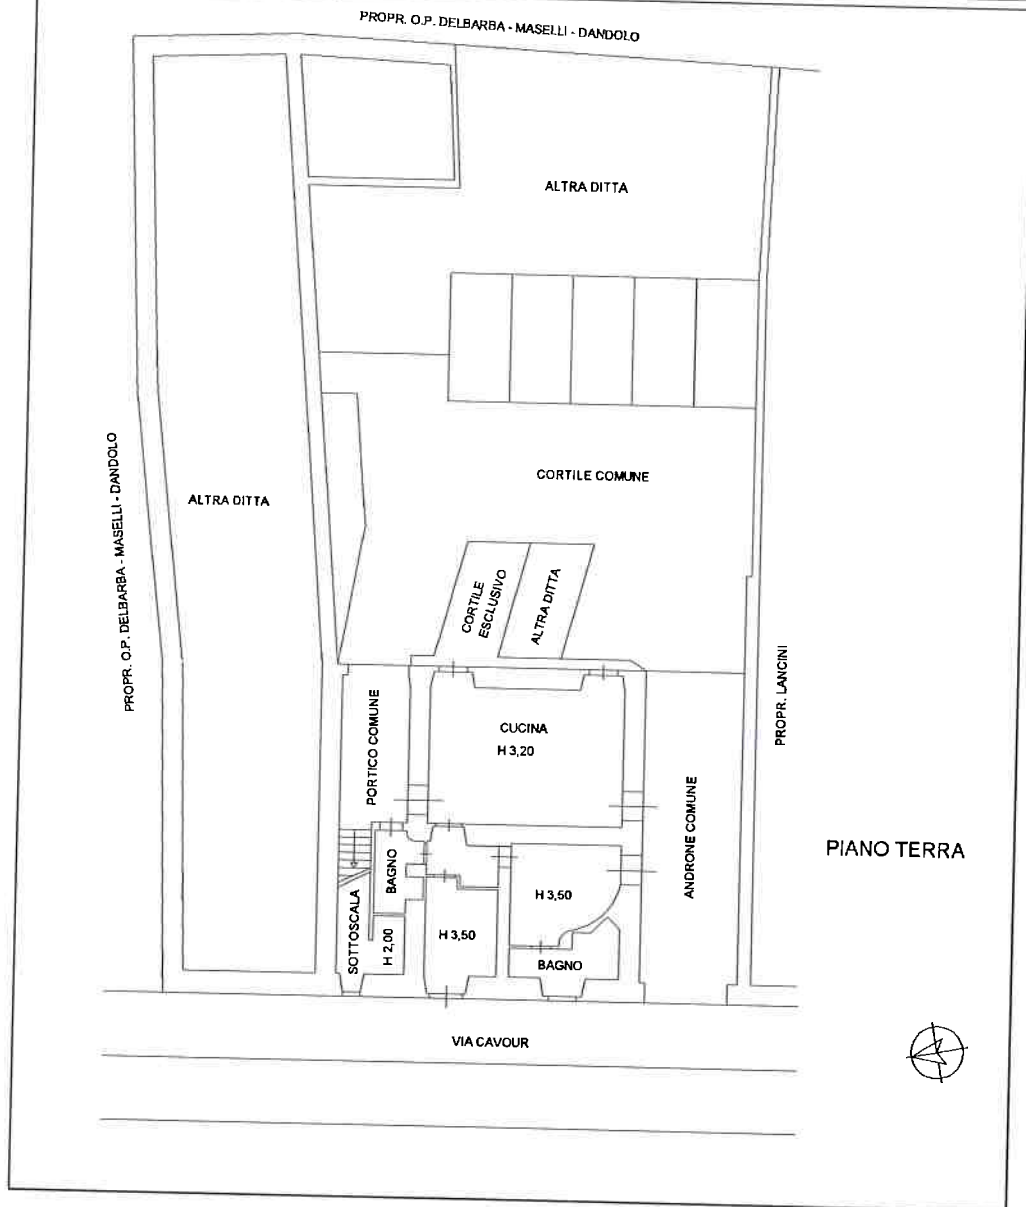 PROPR. O.P. DELBARBA - MASELLI - DANDOLO
ALTRA DITTA
CORTILE COMUNE
ALTRA DITTA
PROPR. O.P. DELBARBA - MASELLI - DANDOLO
CORTILE
ESCLUSIVO
ALTRA DITTA
PROPR. LANCINI
PORTICO COMUNE
CUCINA
H 3,20
ANDRONE COMUNE
PIANO TERRA
BAGNO
SOTTOSCALA
H 2,00
H 3,50
H 3,50
BAGNO
VIA CAVOUR